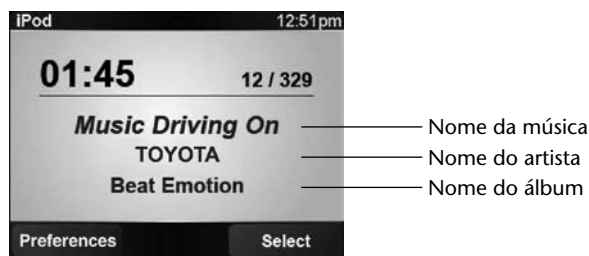 iPod 12:51pm
01:45 12 / 329
Music Driving On
TOYOTA
Beat Emotion
Preferences Select
Nome da música
Nome do artista
Nome do álbum